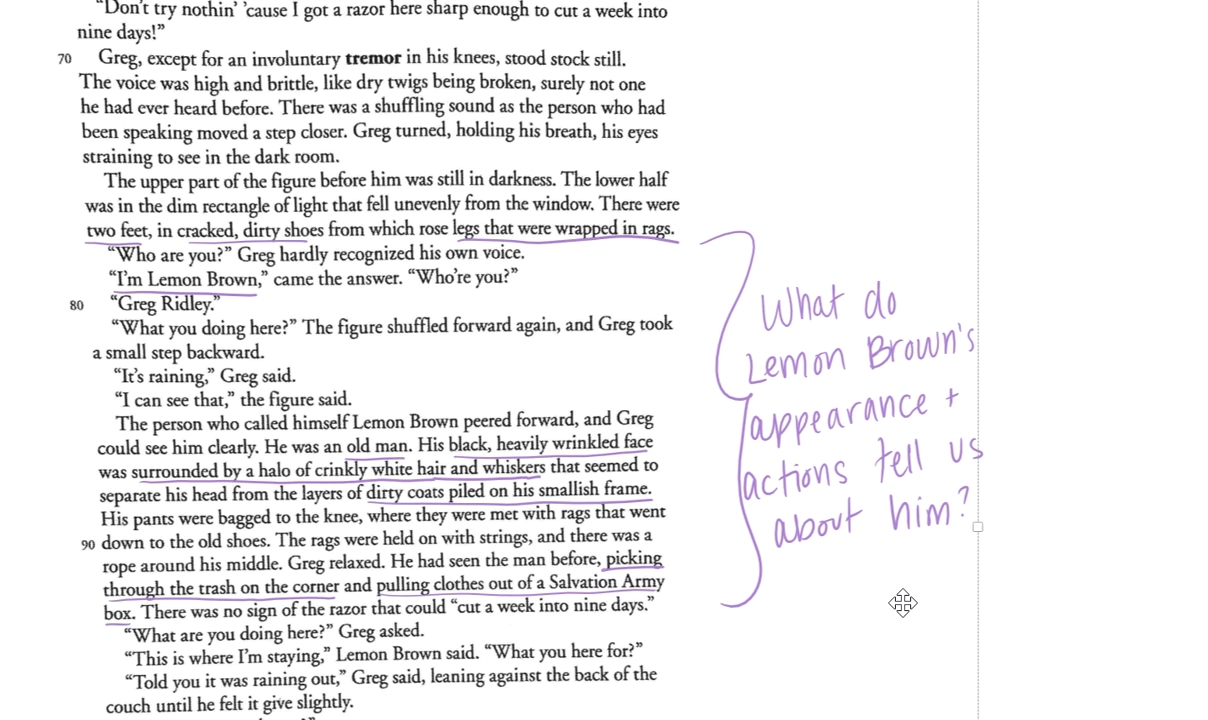 "Don't try nothin' 'cause I got a razor here sharp enough to cut a week into
nine days!"
70 Greg, except for an involuntary tremor in his knees, stood stock still.
The voice was high and brittle, like dry twigs being broken, surely not one
he had ever heard before. There was a shuffling sound as the person who had
been speaking moved a step closer. Greg turned, holding his breath, his eyes
straining to see in the dark room.
The upper part of the figure before him was still in darkness. The lower half
was in the dim rectangle of light that fell unevenly from the window. There were
two feet, in cracked, dirty shoes from which rose legs that were wrapped in rags.
"Who are you?" Greg hardly recognized his own voice.
"I'm Lemon Brown," came the answer. "Who're you?"
80 "Greg Ridley."
"What you doing here?" The figure shuffled forward again, and Greg took
a small step backward.
"It's raining," Greg said.
"I can see that," the figure said.
The person who called himself Lemon Brown peered forward, and Greg
could see him clearly. He was an old man. His black, heavily wrinkled face
was surrounded by a halo of crinkly white hair and whiskers that seemed to
separate his head from the layers of dirty coats piled on his smallish frame.
His pants were bagged to the knee, where they were met with rags that went
90 down to the old shoes. The rags were held on with strings, and there was a
rope around his middle. Greg relaxed. He had seen the man before, picking
through the trash on the corner and pulling clothes out of a Salvation Army
box. There was no sign of the razor that could "cut a week into nine days."
"What are you doing here?" Greg asked.
"This is where I'm staying," Lemon Brown said. "What you here for?"
"Told you it was raining out," Greg said, leaning against the back of the
couch until he felt it give slightly.
What do
Lemon Brown's
appearance +
actions tell us
about him?